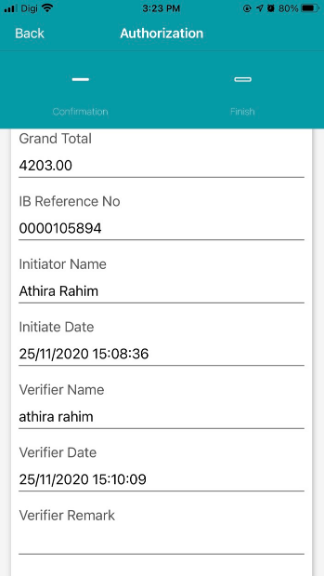 Digi 3:23 PM 80%
Back Authorization
Confirmation Finish
Grand Total
4203.00
IB Reference No
0000105894
Initiator Name
Athira Rahim
Initiate Date
25/11/2020 15:08:36
Verifier Name
athira rahim
Verifier Date
25/11/2020 15:10:09
Verifier Remark